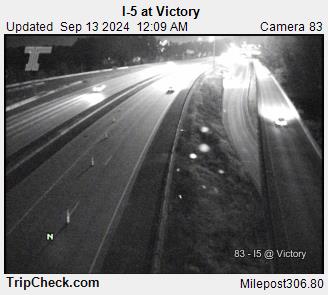 I-5 at Victory
Updated Sep 13 2024 12:09 AM Camera 83
T
N
83 - I5 @ Victory
TripCheck.com Milepost306.80